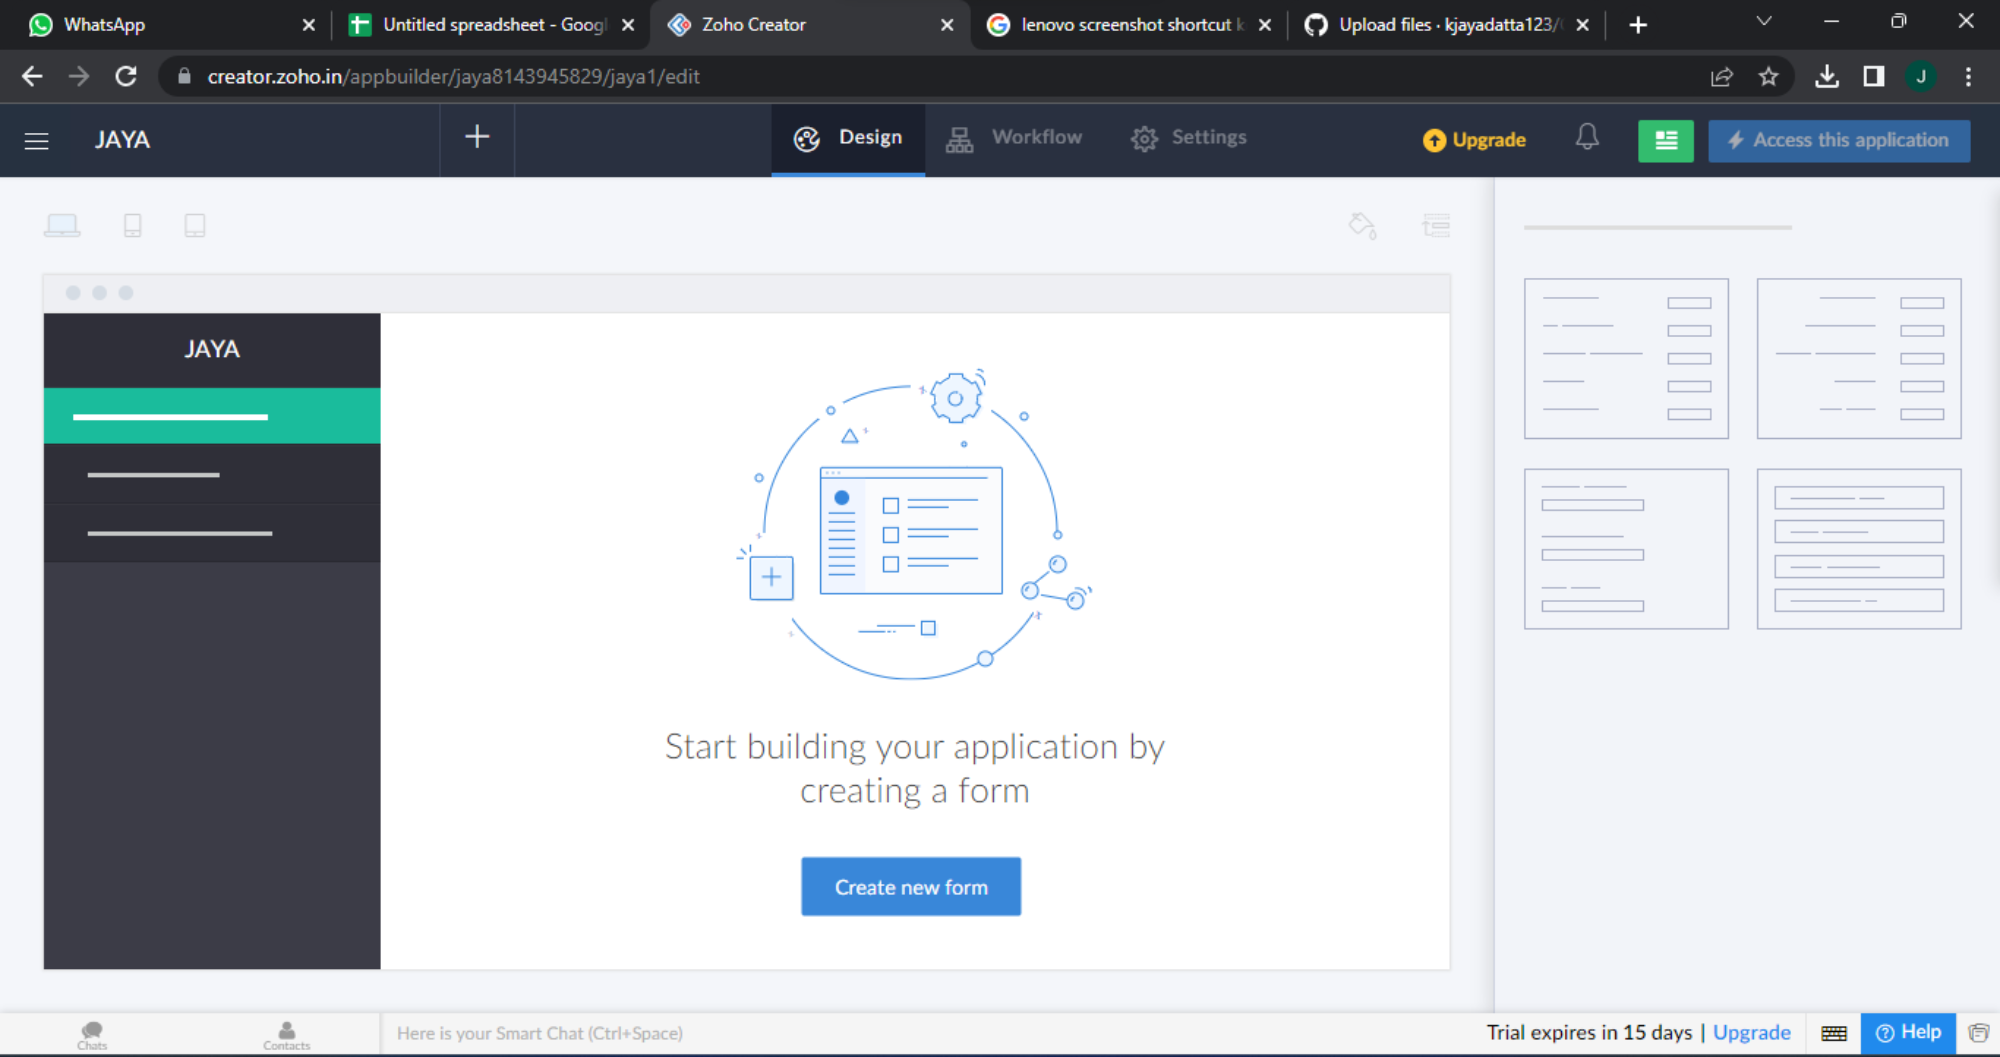 WhatsApp
Untitled spreadsheet - Googl
Zoho Creator
lenovo screenshot shortcut k
Upload files · kjayadatta123/
creator.zoho.in/appbuilder/jaya8143945829/jaya1/edit
J
JAYA
Design
Workflow
Settings
Upgrade
Access this application
JAYA
Start building your application by
creating a form
Create new form
Chats
Contacts
Here is your Smart Chat (Ctrl+Space)
Trial expires in 15 days | Upgrade
Help